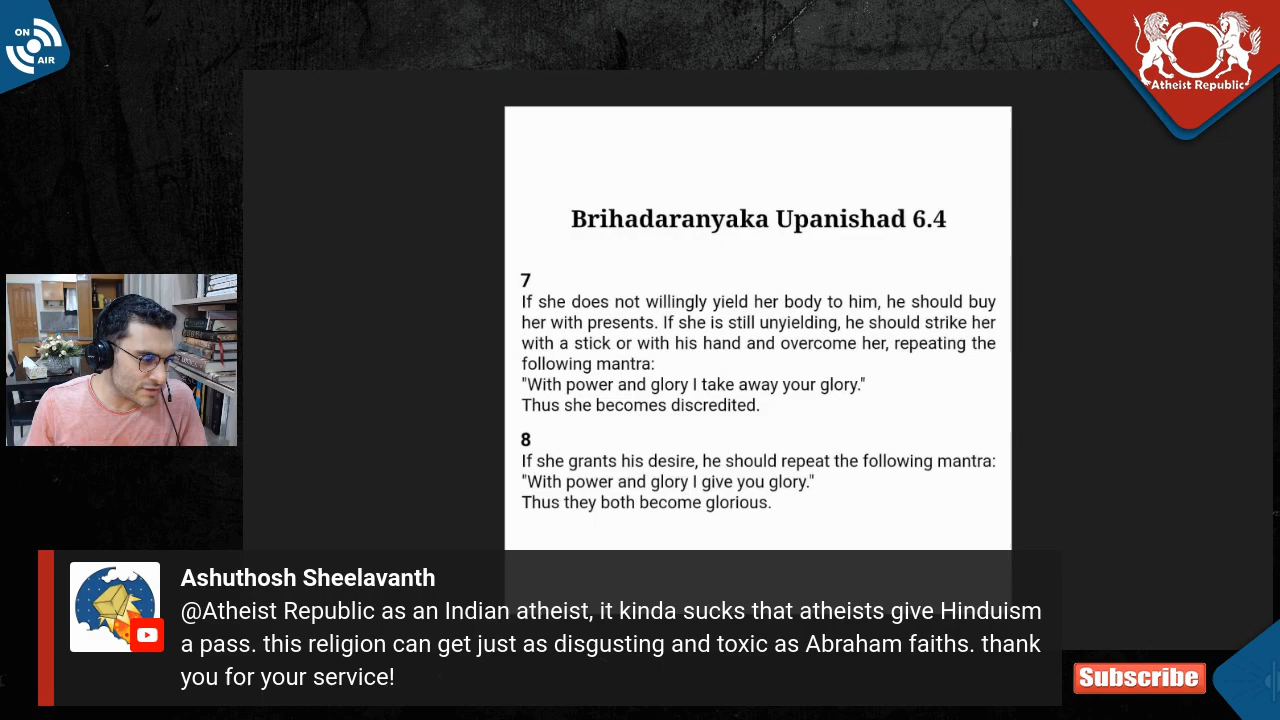 ON
AIR
Atheist Republic
Brihadaranyaka Upanishad 6.4
7
If she does not willingly yield her body to him, he should buy
her with presents. If she is still unyielding, he should strike her
with a stick or with his hand and overcome her, repeating the
following mantra:
"With power and glory I take away your glory."
Thus she becomes discredited.
8
If she grants his desire, he should repeat the following mantra:
"With power and glory I give you glory."
Thus they both become glorious.
Ashuthosh Sheelavanth
@Atheist Republic as an Indian atheist, it kinda sucks that atheists give Hinduism
a pass. this religion can get just as disgusting and toxic as Abraham faiths. thank
you for your service!
Subscribe